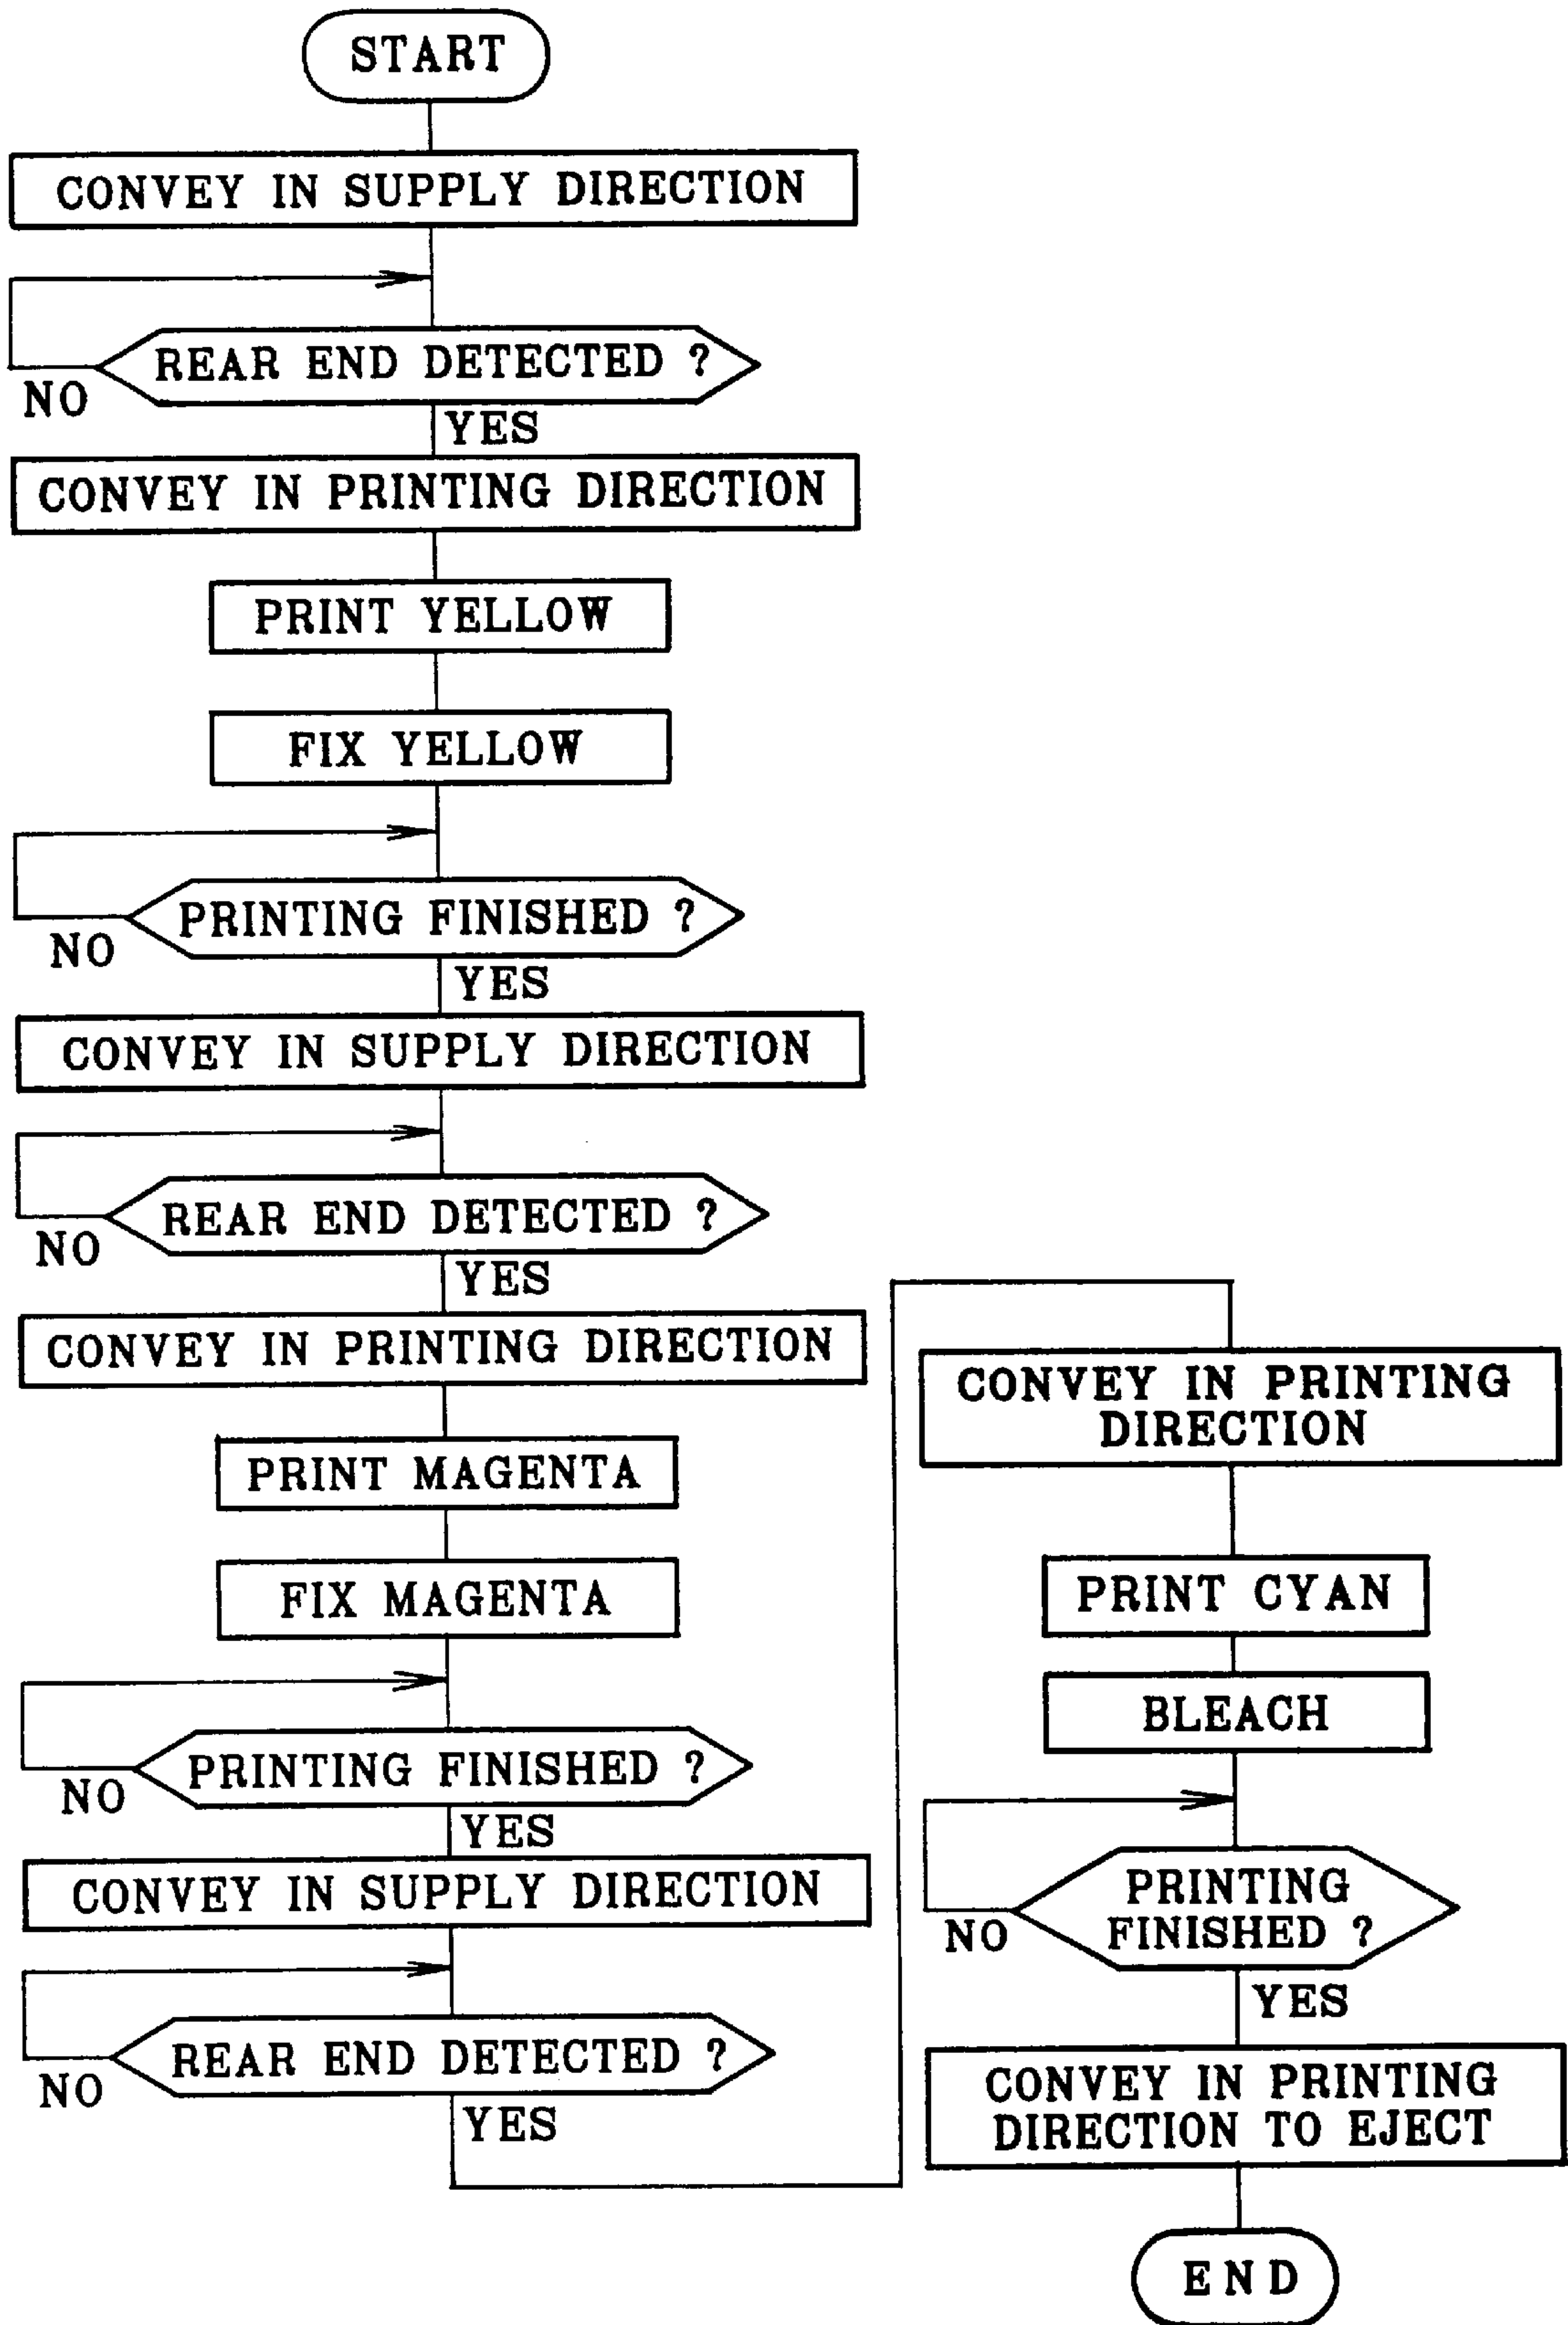 START
CONVEY IN SUPPLY DIRECTION
REAR END DETECTED ?
NO
YES
CONVEY IN PRINTING DIRECTION
PRINT YELLOW
FIX YELLOW
PRINTING FINISHED ?
NO
YES
CONVEY IN SUPPLY DIRECTION
REAR END DETECTED ?
NO
YES
CONVEY IN PRINTING DIRECTION
PRINT MAGENTA
FIX MAGENTA
PRINTING FINISHED ?
NO
YES
CONVEY IN SUPPLY DIRECTION
REAR END DETECTED ?
NO
YES
CONVEY IN PRINTING
DIRECTION
PRINT CYAN
BLEACH
PRINTING
FINISHED ?
NO
YES
CONVEY IN PRINTING
DIRECTION TO EJECT
END